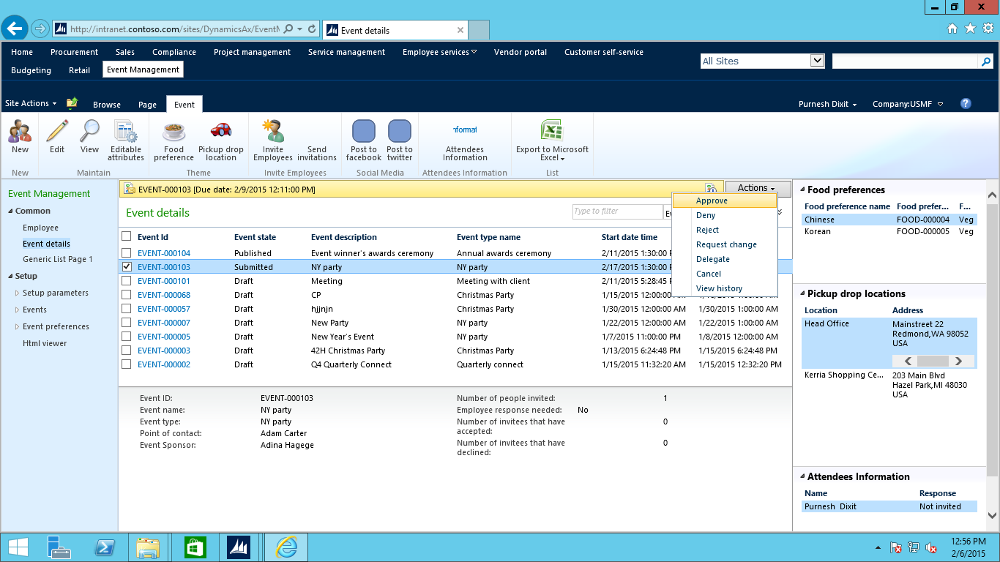 http://intranet.contoso.com/sites/DynamicsAx/EventM
Event details
Home Procurement Sales Compliance Project management Service management Employee services Vendor portal Customer self-service
All Sites
Budgeting Retail Event Management
Site Actions Browse Page Event
Purnesh Dixit Company:USMF
New
Edit View Editable attributes
Food preference Pickup drop location
Invite Employees Send invitations
Post to facebook Post to twitter
Attendees Information
Export to Microsoft Excel
New Maintain Theme Invite Employees Social Media Attendees Information List
Event Management
Common
Employee
Event details
Generic List Page 1
Setup
Setup parameters
Events
Event preferences
Html viewer
EVENT-000103 [Due date: 2/9/2015 12:11:00 PM]
Actions
Approve
Deny
Reject
Request change
Delegate
Cancel
View history
Event details
Type to filter
Event Id Event state Event description Event type name Start date time
EVENT-000104 Published Event winner's awards ceremony Annual awards ceremony 2/11/2015 1:30:00
EVENT-000103 Submitted NY party NY party 2/17/2015 1:30:00
EVENT-000101 Draft Meeting Meeting with client 2/11/2015 5:28:45
EVENT-000068 Draft CP Christmas Party 1/15/2015 12:00:00
EVENT-000057 Draft hjjnjn Christmas Party 1/30/2015 12:00:00 AM 1/30/2015 1:00:00 AM
EVENT-000007 Draft New Party NY party 1/22/2015 12:00:00 AM 1/22/2015 1:00:00 AM
EVENT-000005 Draft New Year's Event NY party 1/7/2015 11:00:00 PM 1/8/2015 12:00:00 AM
EVENT-000003 Draft 42H Christmas Party Christmas Party 1/13/2015 6:24:48 PM 1/15/2015 6:24:48 PM
EVENT-000002 Draft Q4 Quarterly Connect Quarterly connect 1/15/2015 11:32:20 AM 1/15/2015 12:32:20 PM
Event ID: EVENT-000103
Event name: NY party
Event type: NY party
Point of contact: Adam Carter
Event Sponsor: Adina Hagege
Number of people invited: 1
Employee response needed: No
Number of invitees that have accepted: 0
Number of invitees that have declined: 0
Food preferences
Food preference name Food prefer... F...
Chinese FOOD-000004 Veg
Korean FOOD-000005 Veg
Pickup drop locations
Location Address
Head Office Mainstreet 22
Redmond,WA 98052
USA
Kerria Shopping Ce... 203 Main Blvd
Hazel Park,MI 48030
USA
Attendees Information
Name Response
Purnesh Dixit Not invited
12:56 PM
2/6/2015